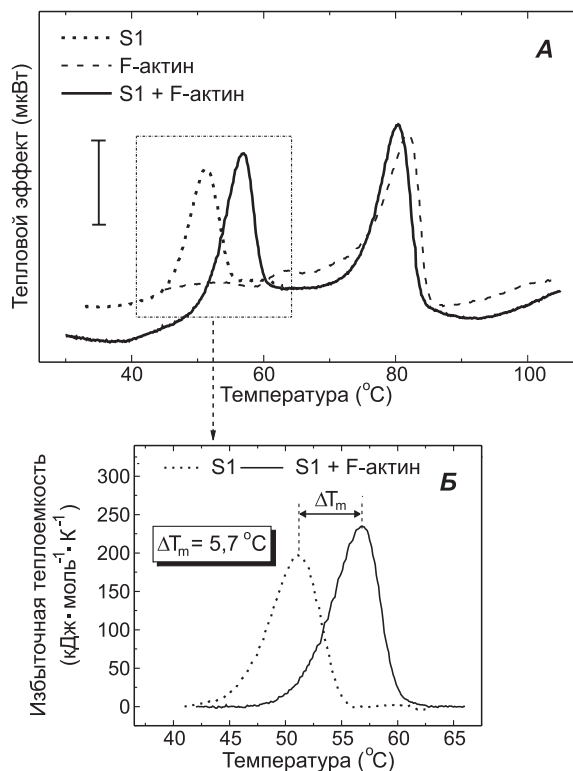 S1
F-актин
S1 + F-актин
А
Тепловой эффект (мкВт)
40 60 80 100
Температура (°C)
S1 S1 + F-актин
Б
ΔTm
ΔTm = 5,7 °C
Избыточная теплоемкость
(кДж·моль⁻¹·К⁻¹)
300
250
200
150
100
50
0
40 45 50 55 60 65
Температура (°C)